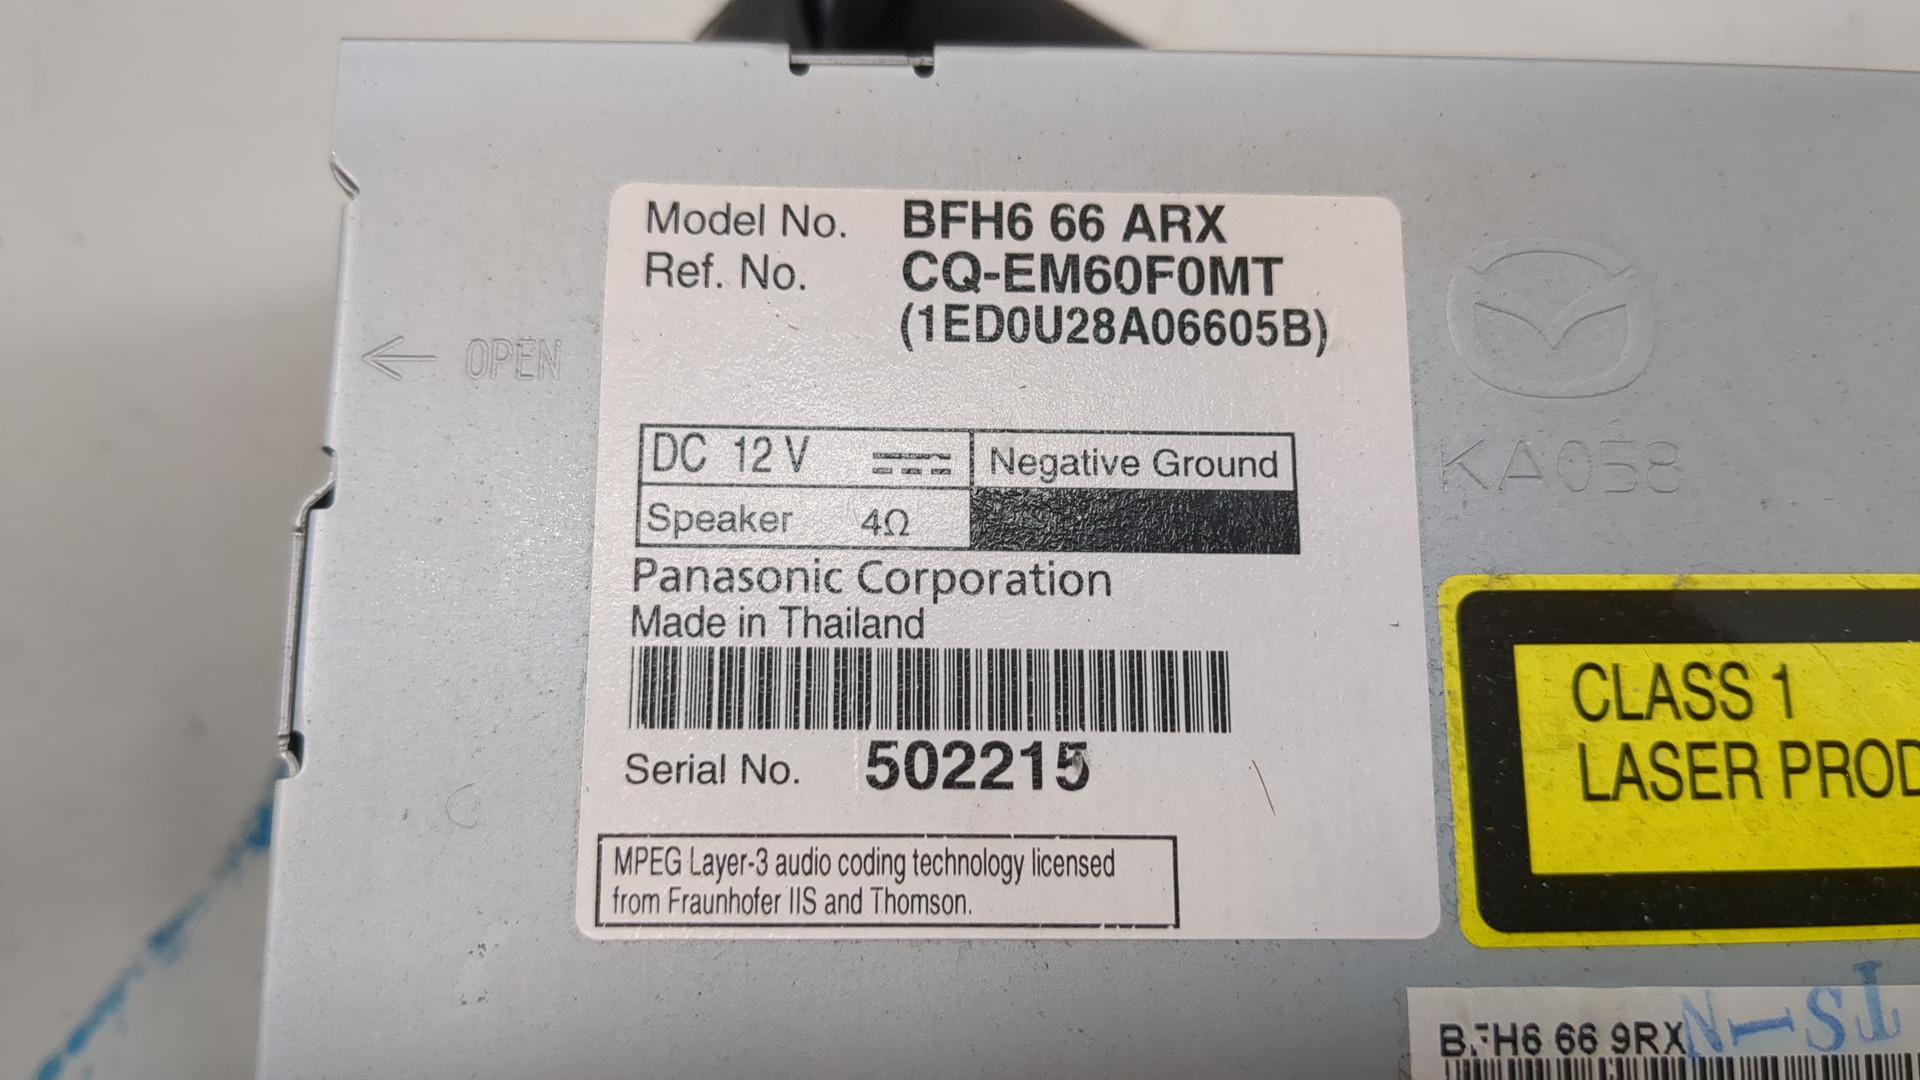 Model No. BFH6 66 ARX
Ref. No. CQ-EM60F0MT
(1ED0U28A06605B)
← OPEN
DC 12 V Negative Ground
Speaker 4Ω
KA058
Panasonic Corporation
Made in Thailand
Serial No. 502215
MPEG Layer-3 audio coding technology licensed
from Fraunhofer IIS and Thomson.
CLASS 1
LASER PROD
BFH6 66 9RX